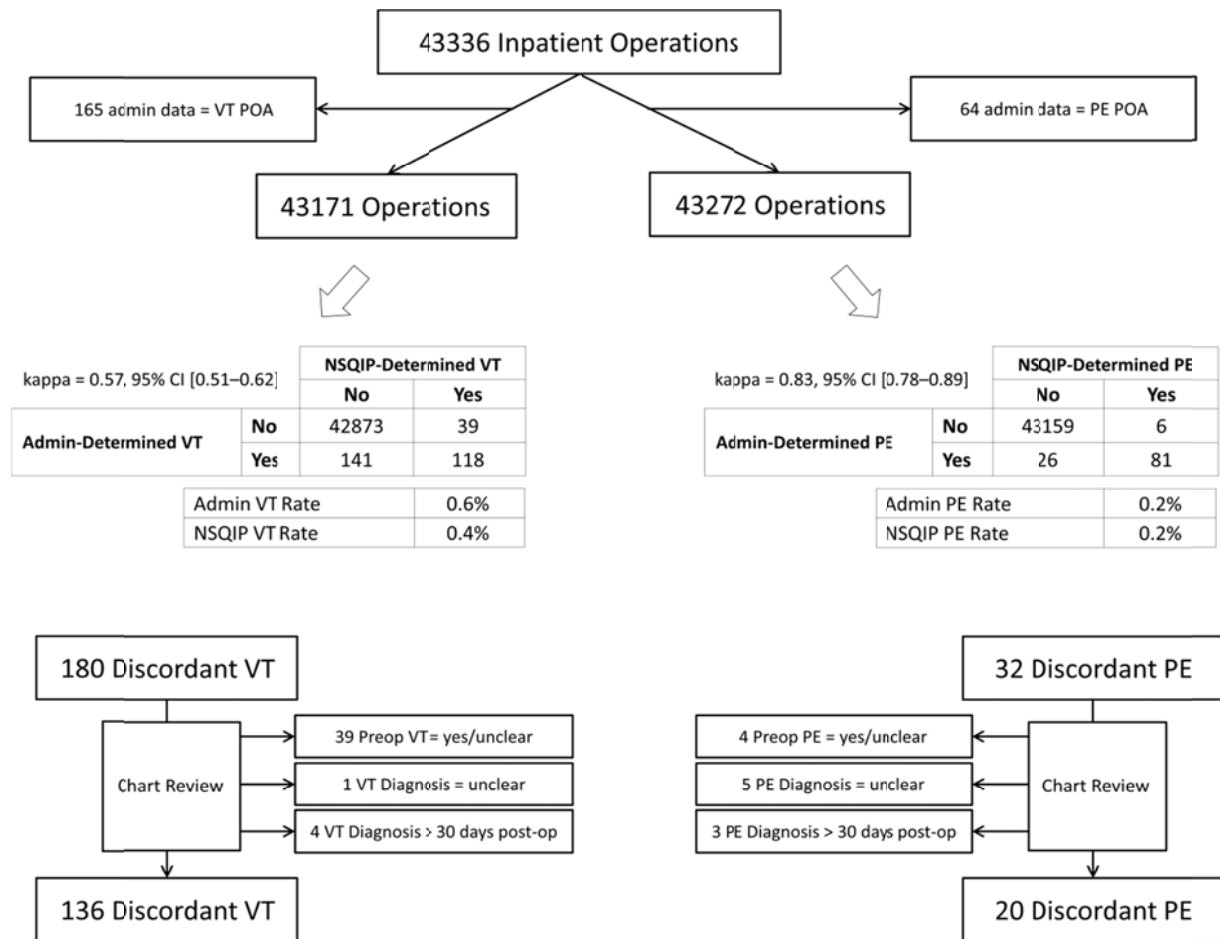 43336 Inpatient Operations
165 admin data = VT POA
64 admin data = PE POA
43171 Operations
43272 Operations
kappa = 0.57, 95% CI [0.51–0.62]
NSQIP-Determined VT
No Yes
Admin-Determined VT No 42873 39
Yes 141 118
Admin VT Rate 0.6%
NSQIP VT Rate 0.4%
kappa = 0.83, 95% CI [0.78–0.89]
NSQIP-Determined PE
No Yes
Admin-Determined PE No 43159 6
Yes 26 81
Admin PE Rate 0.2%
NSQIP PE Rate 0.2%
180 Discordant VT
Chart Review
39 Preop VT= yes/unclear
1 VT Diagnosis = unclear
4 VT Diagnosis > 30 days post-op
136 Discordant VT
32 Discordant PE
4 Preop PE = yes/unclear
5 PE Diagnosis = unclear
3 PE Diagnosis > 30 days post-op
Chart Review
20 Discordant PE